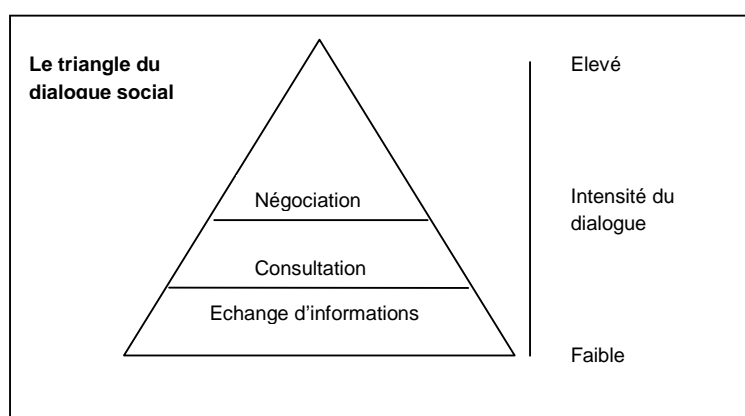 Le triangle du
dialogue social
Elevé
Négociation
Intensité du
dialogue
Consultation
Echange d'informations
Faible